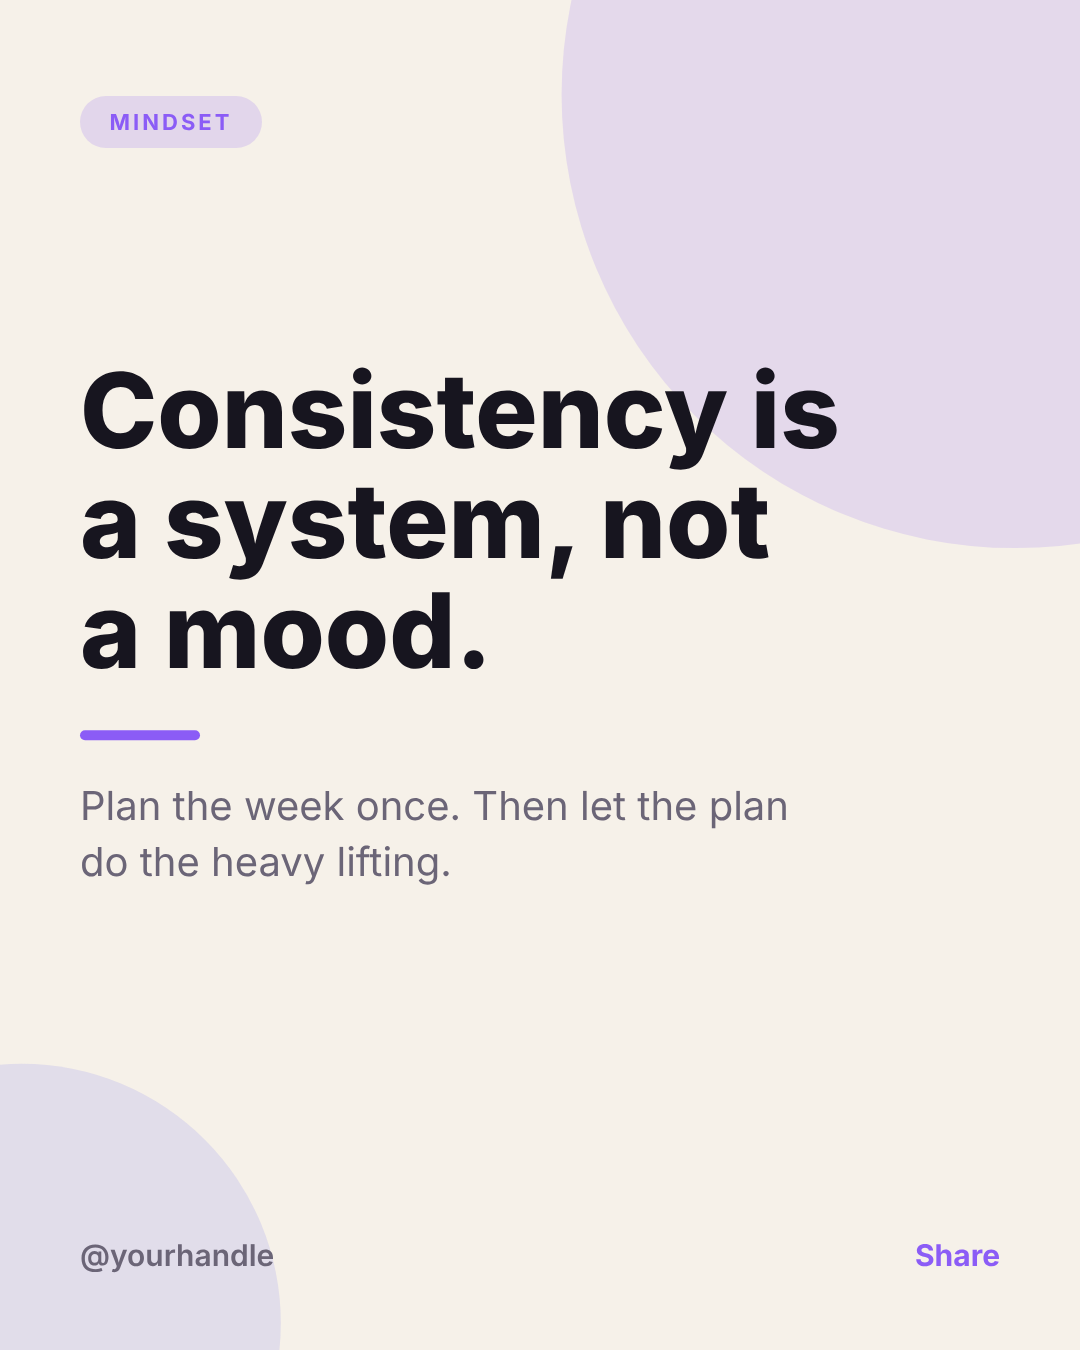 MINDSET
Consistency is
a system, not
a mood.
Plan the week once. Then let the plan
do the heavy lifting.
@yourhandle
Share